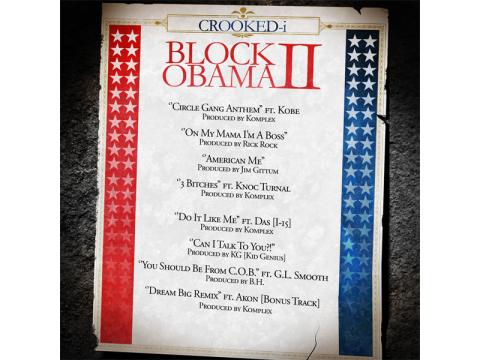 CROOKED-i
BLOCK
OBAMA II
"Circle Gang Anthem" ft. Kobe
Produced by Komplex
"On My Mama I'm A Boss"
Produced by Rick Rock
"American Me"
Produced by Jim Gittum
"3 Bitches" ft. Knoc Turnal
Produced by Komplex
"Do It Like Me" ft. Das [I-15]
Produced by Komplex
"Can I Talk To You?!"
Produced by KG [Kid Genius]
"You Should Be From C.O.B." ft. G.L. Smooth
Produced by B.H.
"Dream Big Remix" ft. Akon [Bonus Track]
Produced by Komplex